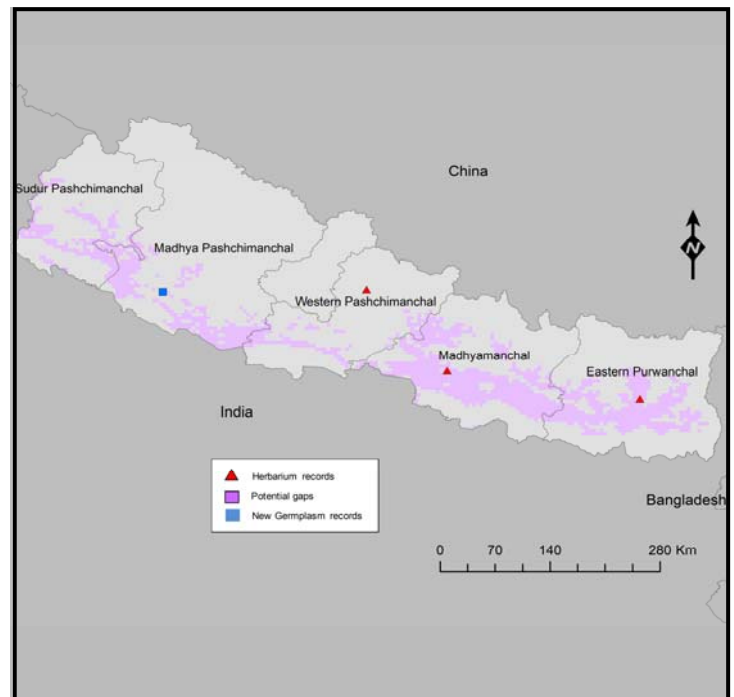 China
Sudur Pashchimanchal
Madhya Pashchimanchal
N
Western Pashchimanchal
Madhyamanchal
Eastern Purwanchal
India
Herbarium records
Potential gaps
New Germplasm records
Bangladesh
0 70 140 280 Km